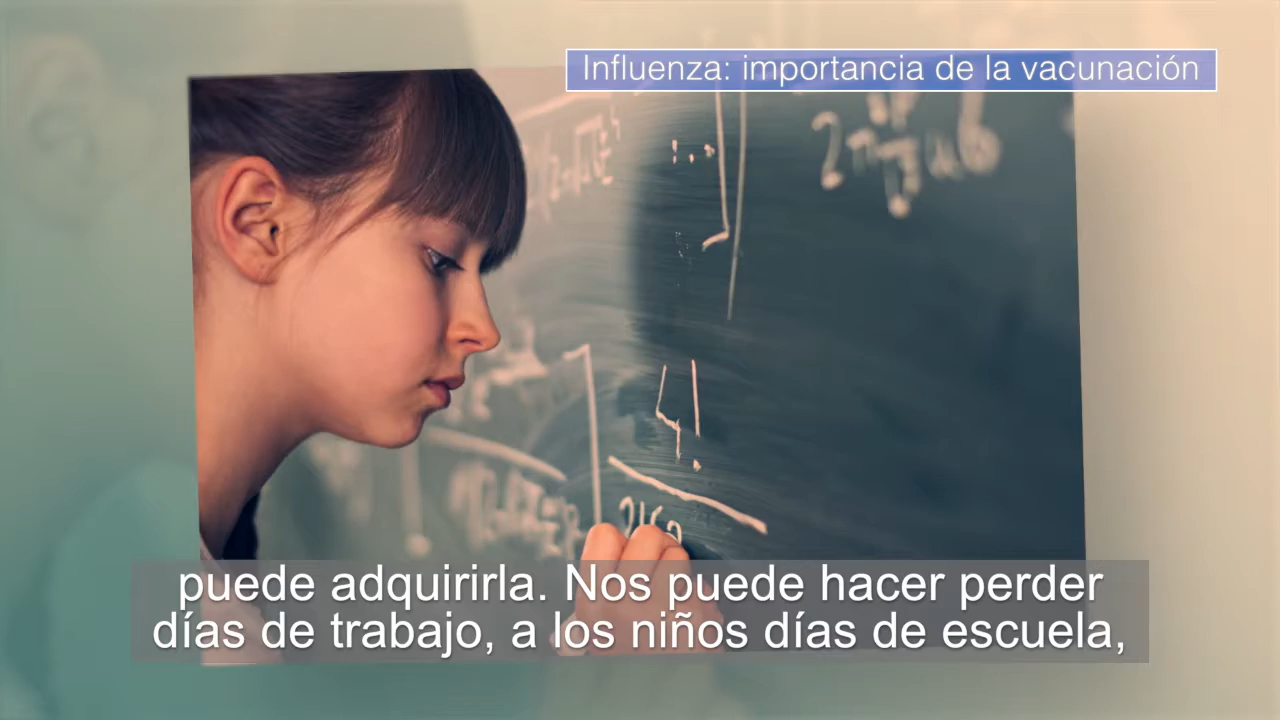 Influenza: importancia de la vacunación
4!
puede adquirirla. Nos puede hacer perder
días de trabajo, a los niños días de escuela,